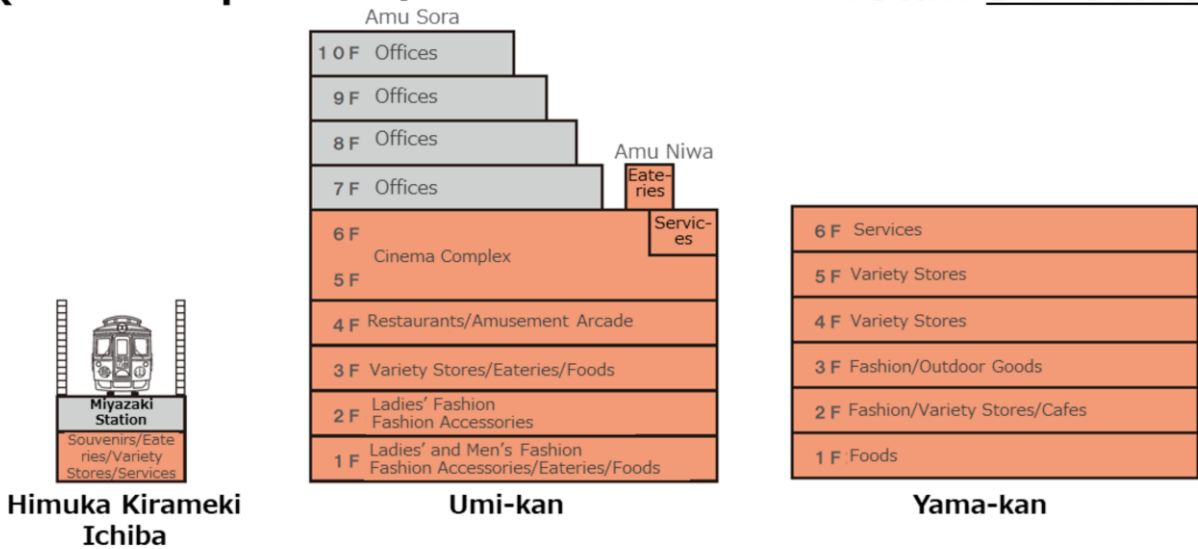 Amu Sora
10F Offices
9F Offices
8F Offices
7F Offices
Amu Niwa
Eate-
ries
Servic-
es
6F
Cinema Complex
5F
4F Restaurants/Amusement Arcade
3F Variety Stores/Eateries/Foods
2F Ladies' Fashion
Fashion Accessories
1F Ladies' and Men's Fashion
Fashion Accessories/Eateries/Foods
Umi-kan
6F Services
5F Variety Stores
4F Variety Stores
3F Fashion/Outdoor Goods
2F Fashion/Variety Stores/Cafes
1F Foods
Yama-kan
Miyazaki
Station
Souvenirs/Eate
ries/Variety
Stores/Services
Himuka Kirameki
Ichiba